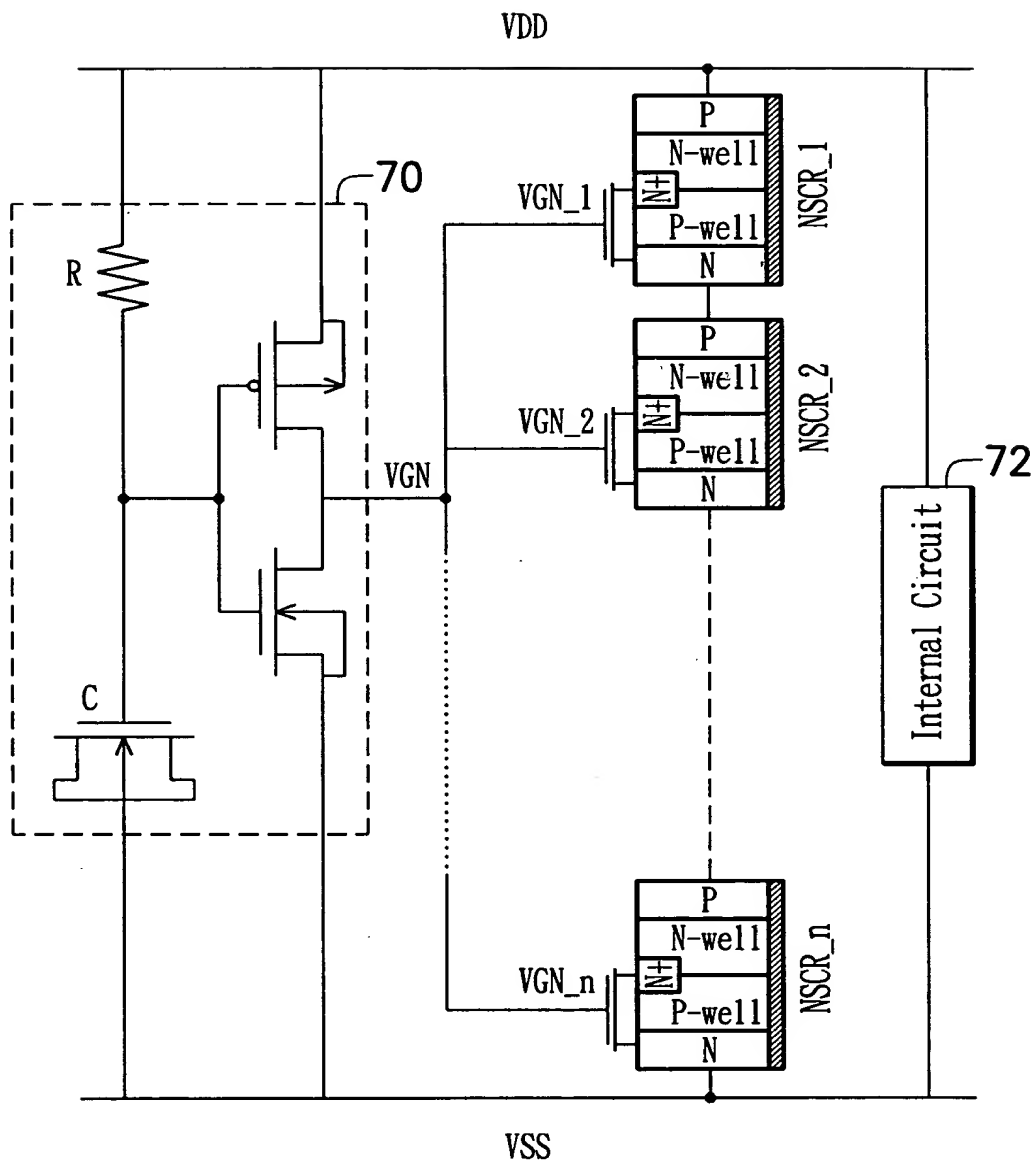 VDD
70
P
N-well
N+
P-well
N
NSCR_1
VGN_1
R
P
N-well
N+
P-well
N
NSCR_2
VGN_2
VGN
72
Internal Circuit
C
P
N-well
N+
P-well
N
NSCR_n
VGN_n
VSS